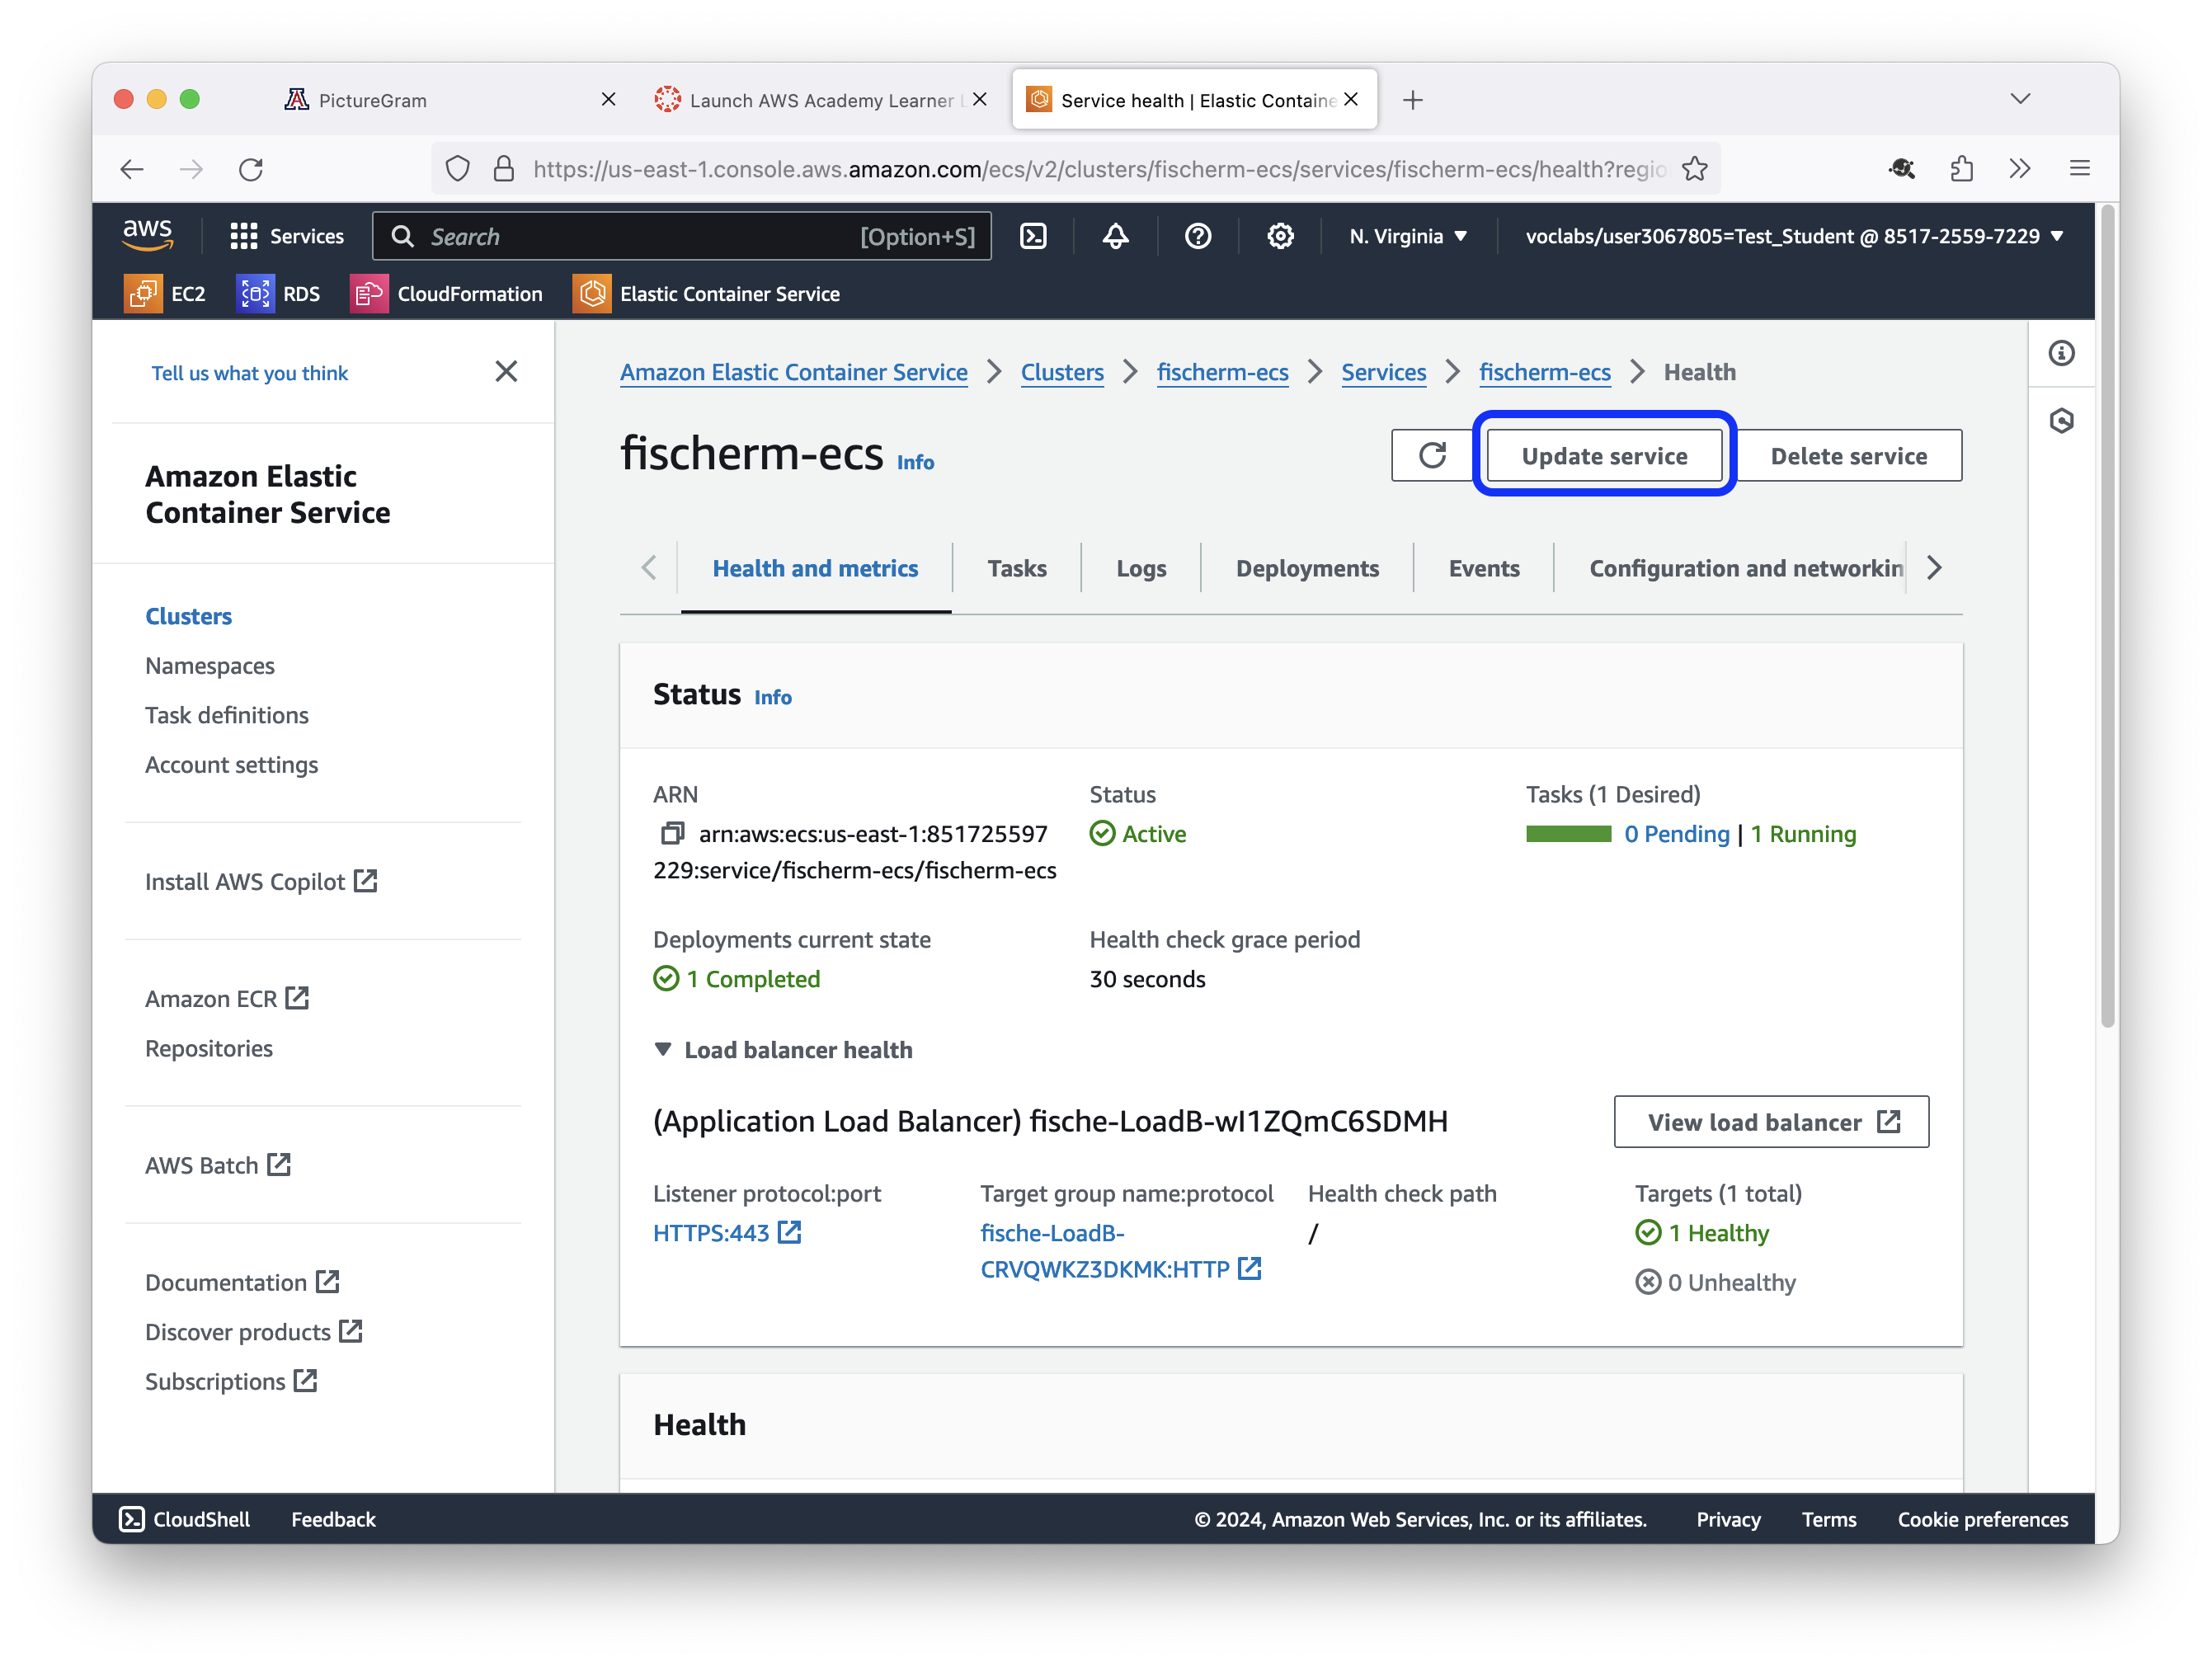 PictureGram
Launch AWS Academy Learner L
Service health | Elastic Containe
https://us-east-1.console.aws.amazon.com/ecs/v2/clusters/fischerm-ecs/services/fischerm-ecs/health?regio
aws
Services
Search
[Option+S]
N. Virginia
voclabs/user3067805=Test_Student @ 8517-2559-7229
EC2
RDS
CloudFormation
Elastic Container Service
Tell us what you think
Amazon Elastic
Container Service
Clusters
Namespaces
Task definitions
Account settings
Install AWS Copilot
Amazon ECR
Repositories
AWS Batch
Documentation
Discover products
Subscriptions
Amazon Elastic Container Service
Clusters
fischerm-ecs
Services
fischerm-ecs
Health
fischerm-ecs Info
Update service
Delete service
Health and metrics
Tasks
Logs
Deployments
Events
Configuration and networkin
Status Info
ARN
arn:aws:ecs:us-east-1:851725597
229:service/fischerm-ecs/fischerm-ecs
Status
Active
Tasks (1 Desired)
0 Pending | 1 Running
Deployments current state
1 Completed
Health check grace period
30 seconds
Load balancer health
(Application Load Balancer) fische-LoadB-wI1ZQmC6SDMH
View load balancer
Listener protocol:port
HTTPS:443
Target group name:protocol
fische-LoadB-
CRVQWKZ3DKMK:HTTP
Health check path
/
Targets (1 total)
1 Healthy
0 Unhealthy
Health
CloudShell
Feedback
© 2024, Amazon Web Services, Inc. or its affiliates.
Privacy
Terms
Cookie preferences